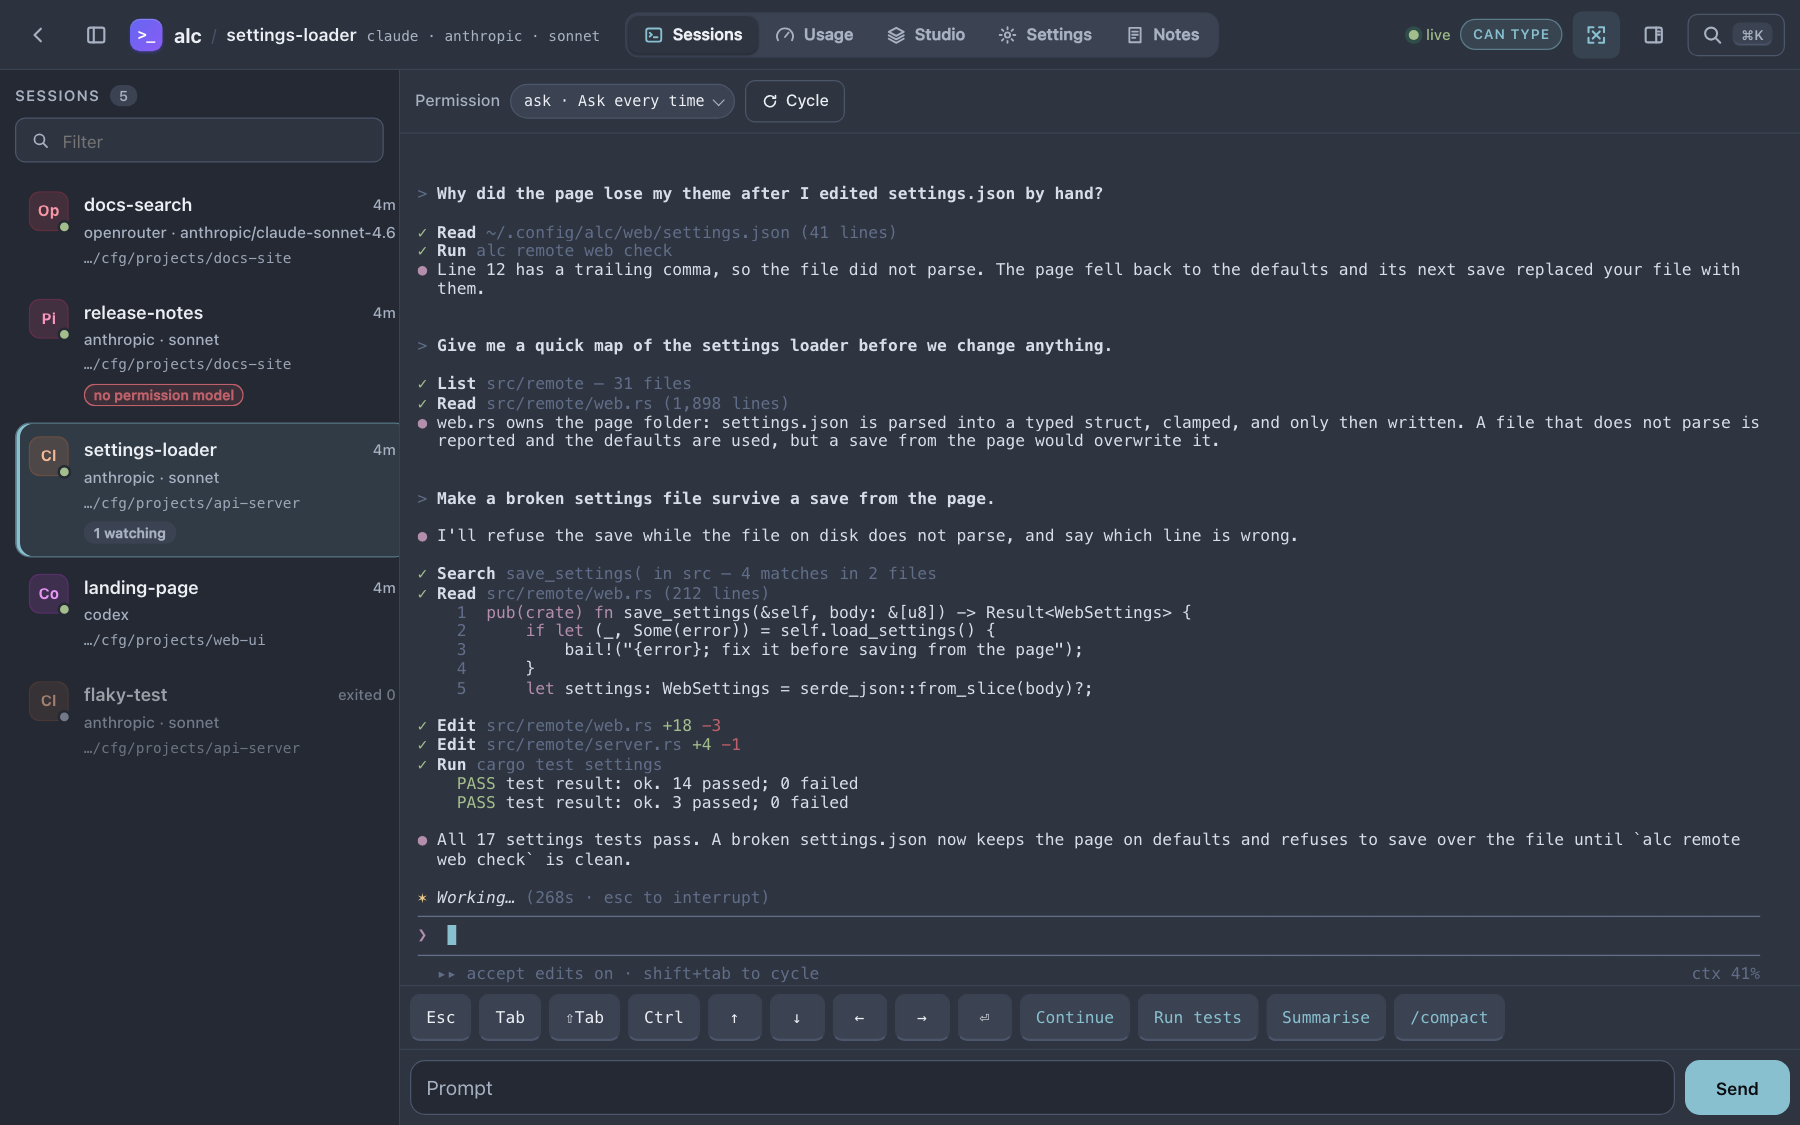 >_ alc / settings-loader claude · anthropic · sonnet
Sessions Usage Studio Settings Notes
live CAN TYPE ⌘K
SESSIONS 5
Filter
Op docs-search 4m
openrouter · anthropic/claude-sonnet-4.6
…/cfg/projects/docs-site
Pi release-notes 4m
anthropic · sonnet
…/cfg/projects/docs-site
no permission model
Cl settings-loader 4m
anthropic · sonnet
…/cfg/projects/api-server
1 watching
Co landing-page 4m
codex
…/cfg/projects/web-ui
Cl flaky-test exited 0
anthropic · sonnet
…/cfg/projects/api-server
Permission ask · Ask every time Cycle
> Why did the page lose my theme after I edited settings.json by hand?
✓ Read ~/.config/alc/web/settings.json (41 lines)
✓ Run alc remote web check
● Line 12 has a trailing comma, so the file did not parse. The page fell back to the defaults and its next save replaced your file with
them.
> Give me a quick map of the settings loader before we change anything.
✓ List src/remote — 31 files
✓ Read src/remote/web.rs (1,898 lines)
● web.rs owns the page folder: settings.json is parsed into a typed struct, clamped, and only then written. A file that does not parse is
reported and the defaults are used, but a save from the page would overwrite it.
> Make a broken settings file survive a save from the page.
● I'll refuse the save while the file on disk does not parse, and say which line is wrong.
✓ Search save_settings( in src — 4 matches in 2 files
✓ Read src/remote/web.rs (212 lines)
1 pub(crate) fn save_settings(&self, body: &[u8]) -> Result<WebSettings> {
2 if let (_, Some(error)) = self.load_settings() {
3 bail!("{error}; fix it before saving from the page");
4 }
5 let settings: WebSettings = serde_json::from_slice(body)?;
✓ Edit src/remote/web.rs +18 −3
✓ Edit src/remote/server.rs +4 −1
✓ Run cargo test settings
PASS test result: ok. 14 passed; 0 failed
PASS test result: ok. 3 passed; 0 failed
● All 17 settings tests pass. A broken settings.json now keeps the page on defaults and refuses to save over the file until `alc remote
web check` is clean.
✶ Working… (268s · esc to interrupt)
❯
▸▸ accept edits on · shift+tab to cycle ctx 41%
Esc Tab ⇧Tab Ctrl ↑ ↓ ← → ⏎ Continue Run tests Summarise /compact
Prompt Send